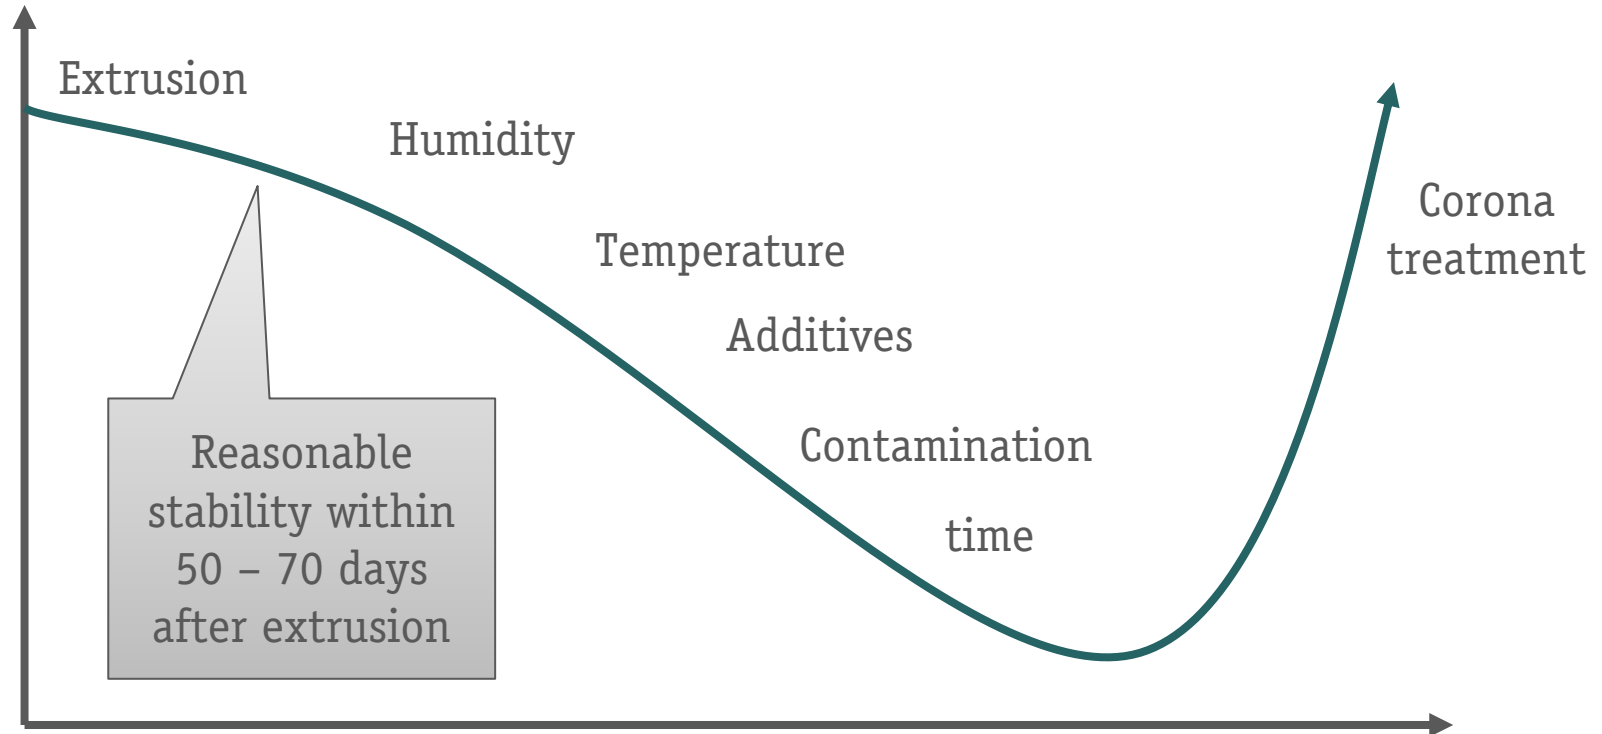 Extrusion
Humidity
Temperature
Additives
Contamination
time
Corona
treatment
Reasonable
stability within
50 – 70 days
after extrusion